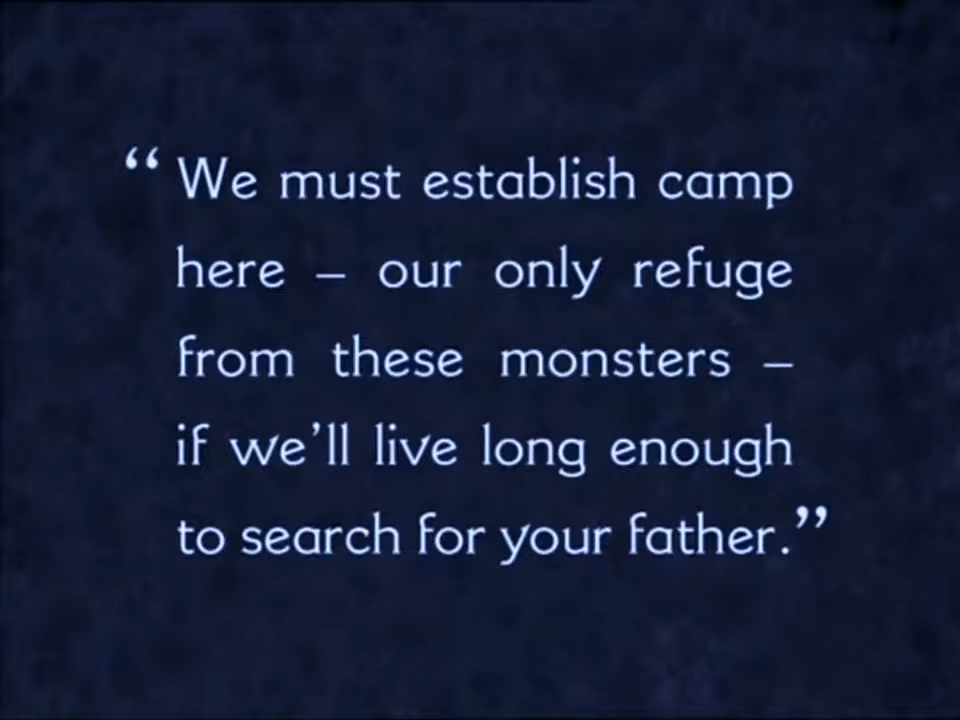 “We must establish camp
here – our only refuge
from these monsters –
if we’ll live long enough
to search for your father.”